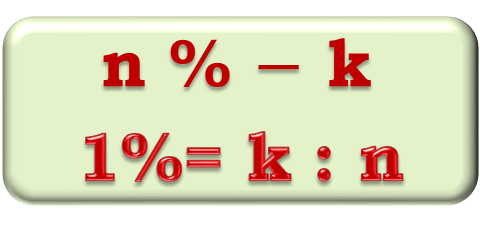 n % – k
1%= k : n